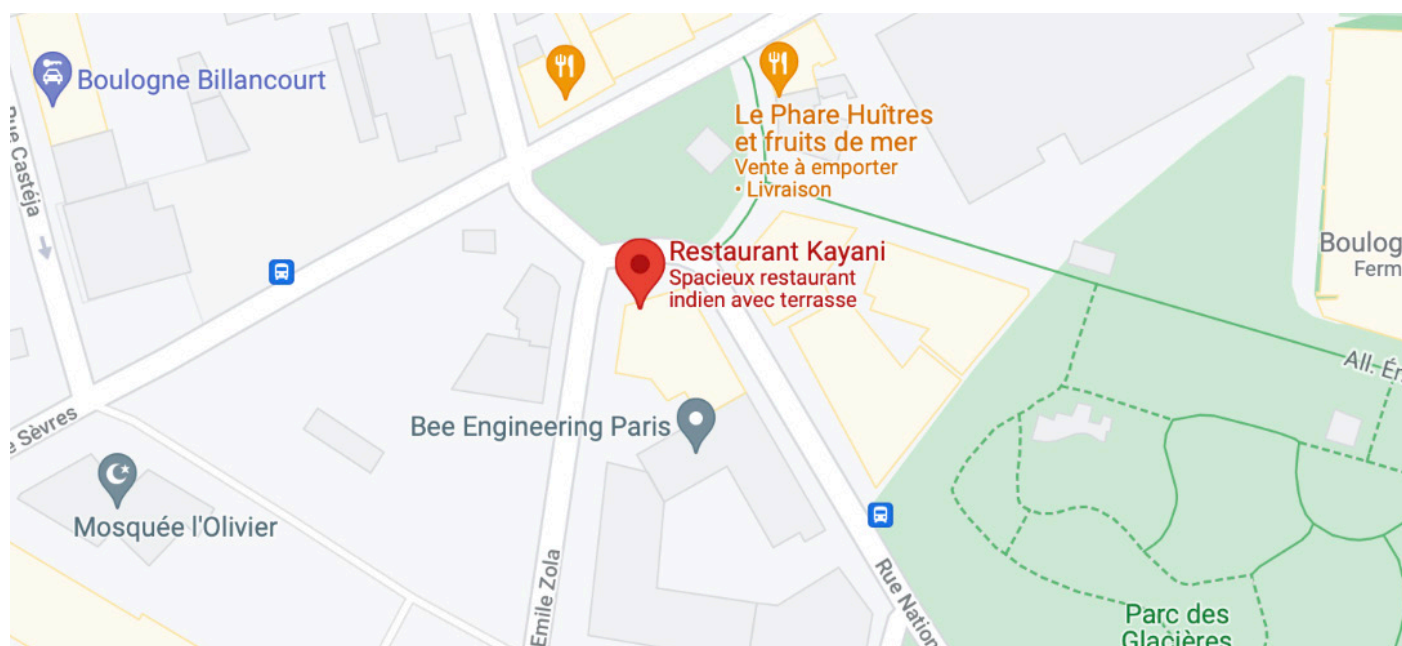 Boulogne Billancourt
Rue Castéja
Le Phare Huîtres
et fruits de mer
Vente à emporter
• Livraison
Restaurant Kayani
Spacieux restaurant
indien avec terrasse
Boulog
Ferm
All. Ér
e Sèvres
Bee Engineering Paris
Mosquée l'Olivier
Emile Zola
Rue Nation
Parc des
Glacières